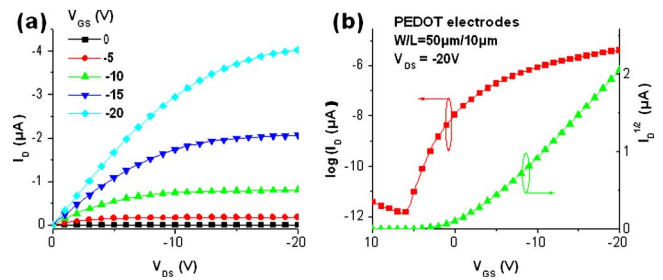 (a)
V_GS (V)
0
-5
-10
-15
-20
I_D (µA)
-4
-3
-2
-1
0
0 -10 -20
V_DS (V)
(b)
PEDOT electrodes
W/L=50µm/10µm
V_DS = -20V
log (I_D (µA))
-6
-8
-10
-12
10 0 -10 -20
V_GS (V)
2
1
0
I_D^1/2 (µA)